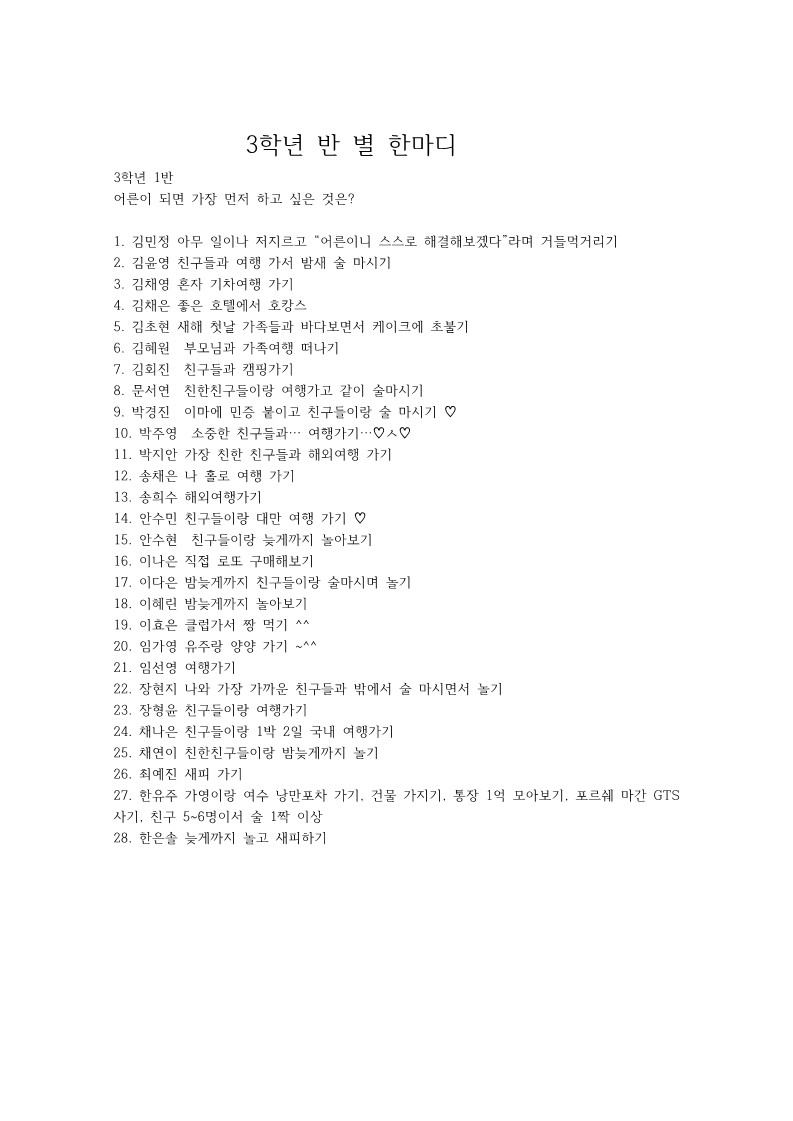 3학년 반 별 한마디
3학년 1반
어른이 되면 가장 먼저 하고 싶은 것은?
1. 김민정 아무 일이나 저지르고 “어른이니 스스로 해결해보겠다”라며 거들먹거리기
2. 김윤영 친구들과 여행 가서 밤새 술 마시기
3. 김채영 혼자 기차여행 가기
4. 김채은 좋은 호텔에서 호캉스
5. 김초현 새해 첫날 가족들과 바다보면서 케이크에 초불기
6. 김혜원 부모님과 가족여행 떠나기
7. 김회진 친구들과 캠핑가기
8. 문서연 친한친구들이랑 여행가고 같이 술마시기
9. 박경진 이마에 민증 붙이고 친구들이랑 술 마시기 ♡
10. 박주영 소중한 친구들과… 여행가기…♡ㅅ♡
11. 박지안 가장 친한 친구들과 해외여행 가기
12. 송채은 나 홀로 여행 가기
13. 송희수 해외여행가기
14. 안수민 친구들이랑 대만 여행 가기 ♡
15. 안수현 친구들이랑 늦게까지 놀아보기
16. 이나은 직접 로또 구매해보기
17. 이다은 밤늦게까지 친구들이랑 술마시며 놀기
18. 이혜린 밤늦게까지 놀아보기
19. 이효은 클럽가서 짱 먹기 ^^
20. 임가영 유주랑 양양 가기 ~^^
21. 임선영 여행가기
22. 장현지 나와 가장 가까운 친구들과 밖에서 술 마시면서 놀기
23. 장형윤 친구들이랑 여행가기
24. 채나은 친구들이랑 1박 2일 국내 여행가기
25. 채연이 친한친구들이랑 밤늦게까지 놀기
26. 최예진 새피 가기
27. 한유주 가영이랑 여수 낭만포차 가기, 건물 가지기, 통장 1억 모아보기, 포르쉐 마칸 GTS
사기, 친구 5~6명이서 술 1짝 이상
28. 한은솔 늦게까지 놀고 새피하기